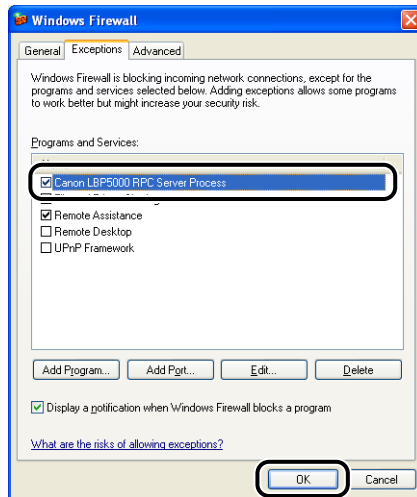 Windows Firewall
General Exceptions Advanced
Windows Firewall is blocking incoming network connections, except for the
programs and services selected below. Adding exceptions allows some programs
to work better but might increase your security risk.
Programs and Services:
Canon LBP5000 RPC Server Process
Remote Assistance
Remote Desktop
UPnP Framework
Add Program... Add Port... Edit... Delete
Display a notification when Windows Firewall blocks a program
What are the risks of allowing exceptions?
OK Cancel